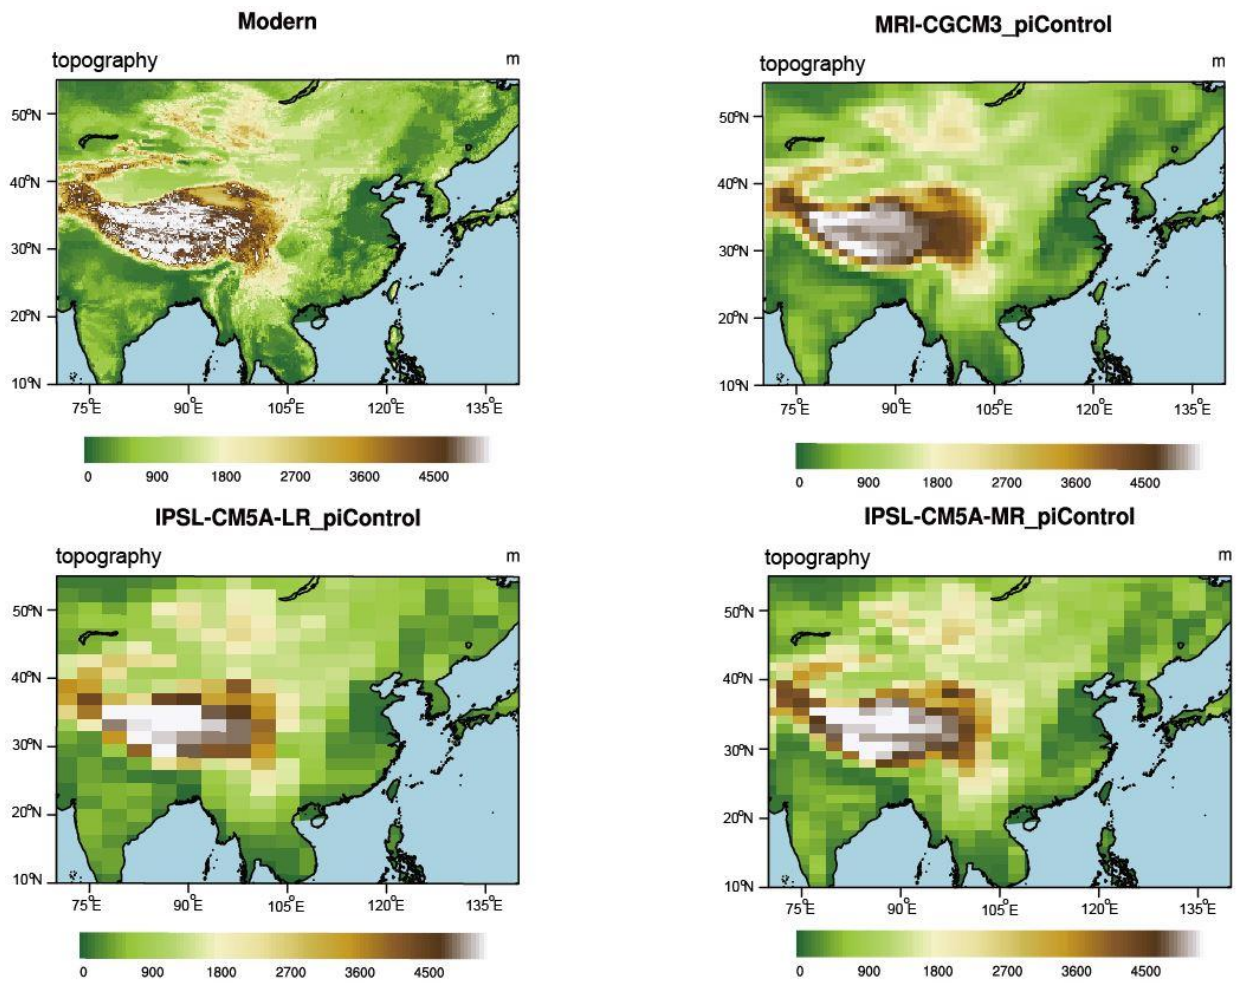 Modern
topography m
50°N
40°N
30°N
20°N
10°N
75°E 90°E 105°E 120°E 135°E
0 900 1800 2700 3600 4500
MRI-CGCM3_piControl
topography m
50°N
40°N
30°N
20°N
10°N
75°E 90°E 105°E 120°E 135°E
0 900 1800 2700 3600 4500
IPSL-CM5A-LR_piControl
topography m
50°N
40°N
30°N
20°N
10°N
75°E 90°E 105°E 120°E 135°E
0 900 1800 2700 3600 4500
IPSL-CM5A-MR_piControl
topography m
50°N
40°N
30°N
20°N
10°N
75°E 90°E 105°E 120°E 135°E
0 900 1800 2700 3600 4500